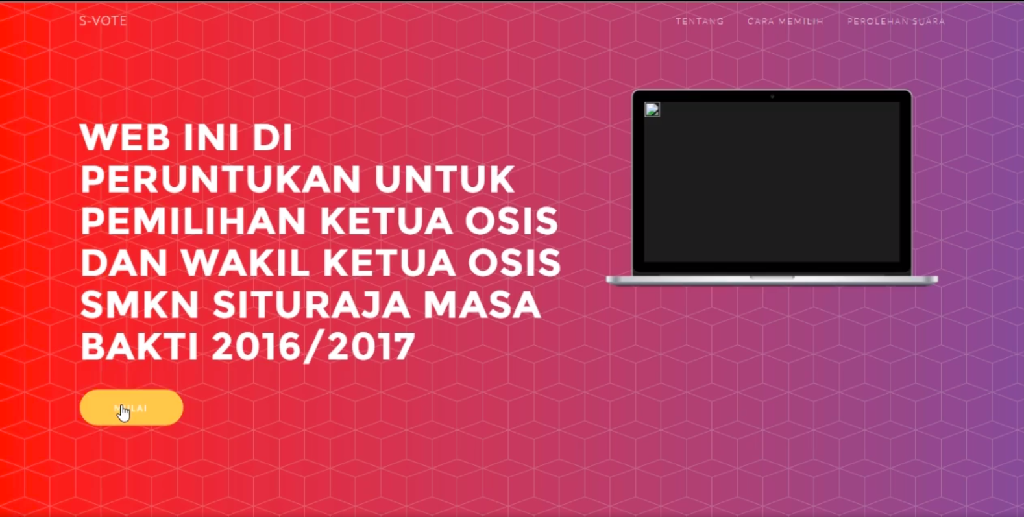 S-VOTE
TENTANG
CARA MEMILIH
PEROLEHAN SUARA
WEB INI DI
PERUNTUKAN UNTUK
PEMILIHAN KETUA OSIS
DAN WAKIL KETUA OSIS
SMKN SITURAJA MASA
BAKTI 2016/2017